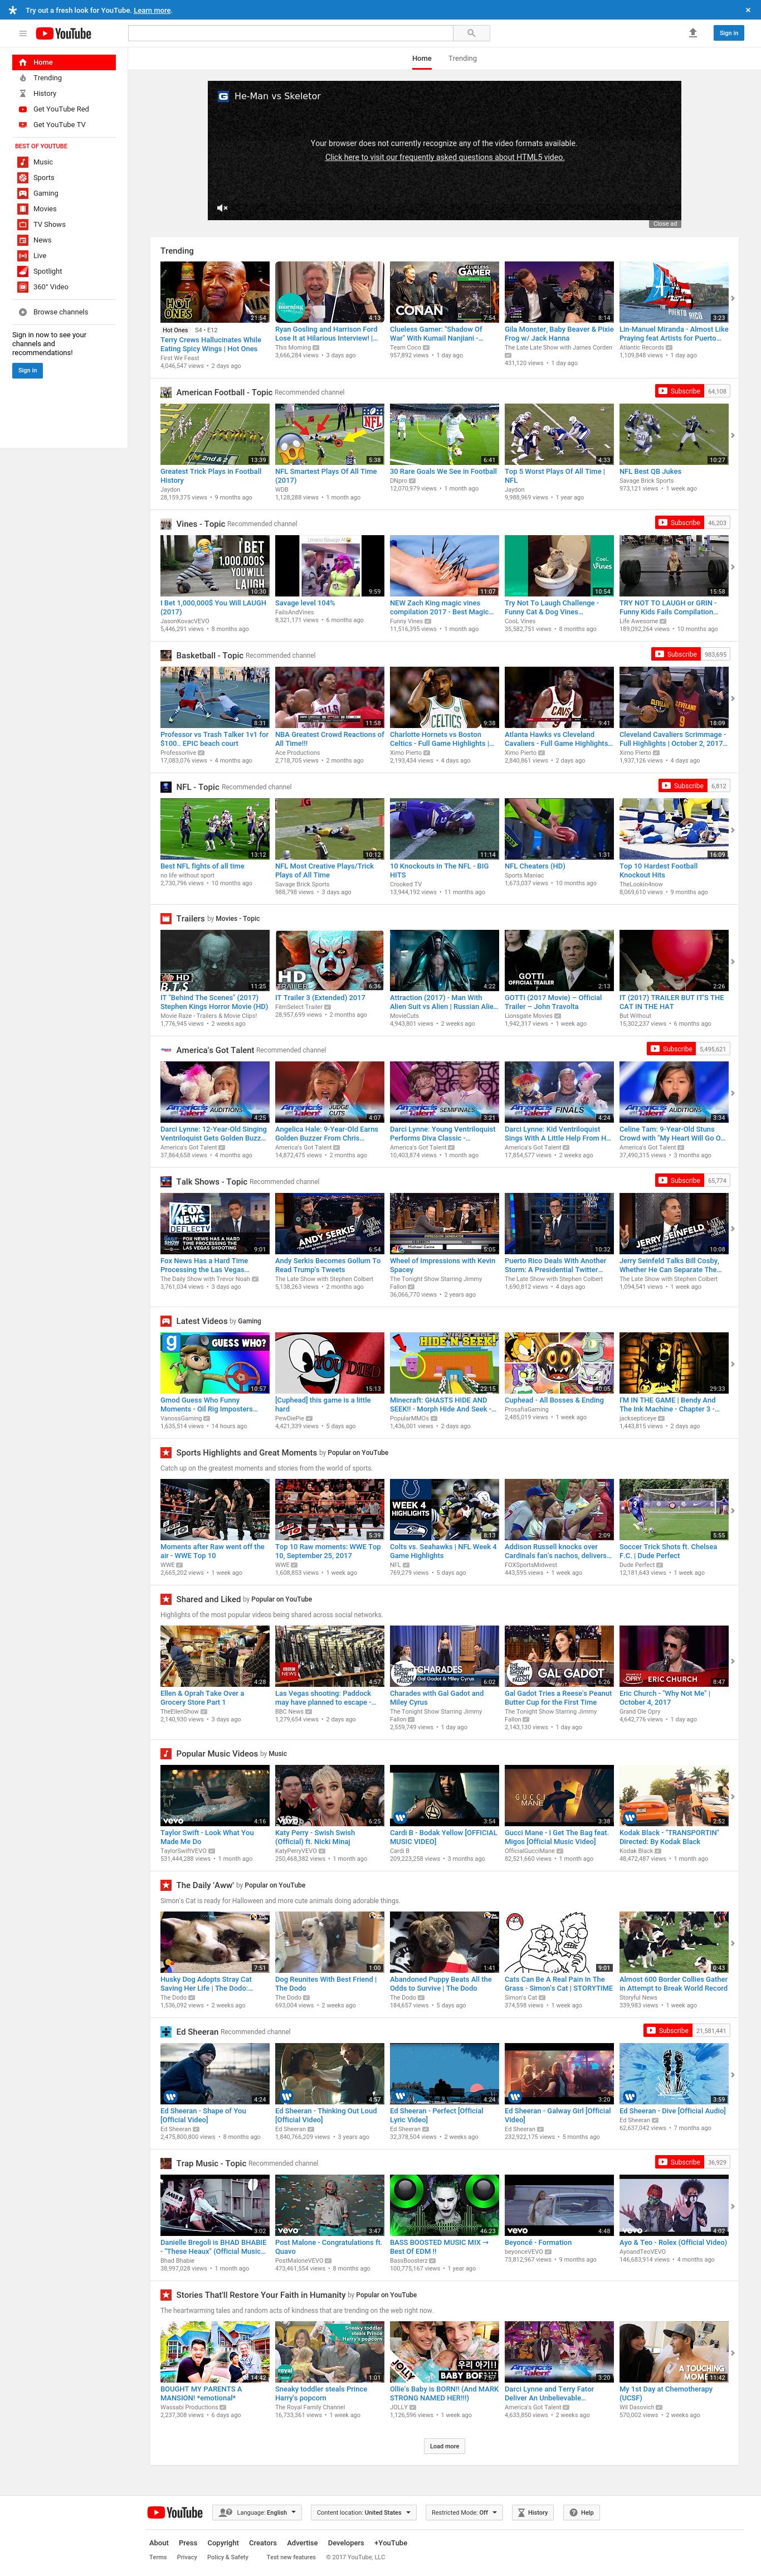 Try out a fresh look for YouTube. Learn more.
YouTube
Sign in
Home
Trending
History
Get YouTube Red
Get YouTube TV
BEST OF YOUTUBE
Music
Sports
Gaming
Movies
TV Shows
News
Live
Spotlight
360° Video
Browse channels
Sign in now to see your
channels and
recommendations!
Sign in
Home Trending
He-Man vs Skeletor
Your browser does not currently recognize any of the video formats available.
Click here to visit our frequently asked questions about HTML5 video.
Close ad
Trending
21:54
4:13
7:54
8:14
3:23
Hot Ones S4 • E12
Terry Crews Hallucinates While
Eating Spicy Wings | Hot Ones
First We Feast
4,046,547 views • 2 days ago
Ryan Gosling and Harrison Ford
Lose It at Hilarious Interview! |...
This Morning
3,666,284 views • 3 days ago
Clueless Gamer: "Shadow Of
War" With Kumail Nanjiani -...
Team Coco
957,892 views • 1 day ago
Gila Monster, Baby Beaver & Pixie
Frog w/ Jack Hanna
The Late Late Show with James Corden
431,120 views • 1 day ago
Lin-Manuel Miranda - Almost Like
Praying feat Artists for Puerto...
Atlantic Records
1,109,848 views • 1 day ago
American Football - Topic Recommended channel
Subscribe 64,108
Greatest Trick Plays in Football
History
Jaydon
28,159,375 views • 9 months ago
NFL Smartest Plays Of All Time
(2017)
WDB
1,128,288 views • 1 month ago
30 Rare Goals We See in Football
DNpro
12,070,979 views • 1 month ago
Top 5 Worst Plays Of All Time |
NFL
Jaydon
9,988,969 views • 1 year ago
NFL Best QB Jukes
Savage Brick Sports
973,121 views • 1 week ago
Vines - Topic Recommended channel
Subscribe 46,203
I Bet 1,000,000$ You Will LAUGH
(2017)
JasonKovacVEVO
5,446,291 views • 8 months ago
Savage level 104%
FailsAndVines
8,321,171 views • 6 months ago
NEW Zach King magic vines
compilation 2017 - Best Magic...
Funny Vines
11,516,395 views • 1 month ago
Try Not To Laugh Challenge -
Funny Cat & Dog Vines...
CooL Vines
35,582,751 views • 8 months ago
TRY NOT TO LAUGH or GRIN -
Funny Kids Fails Compilation...
Life Awesome
189,092,264 views • 10 months ago
Basketball - Topic Recommended channel
Subscribe 983,695
Professor vs Trash Talker 1v1 for
$100.. EPIC beach court
Professorlive
17,083,076 views • 4 months ago
NBA Greatest Crowd Reactions of
All Time!!!
Ace Productions
2,718,705 views • 2 months ago
Charlotte Hornets vs Boston
Celtics - Full Game Highlights |...
Ximo Pierto
2,193,434 views • 4 days ago
Atlanta Hawks vs Cleveland
Cavaliers - Full Game Highlights...
Ximo Pierto
2,840,861 views • 2 days ago
Cleveland Cavaliers Scrimmage -
Full Highlights | October 2, 2017...
Ximo Pierto
1,937,126 views • 4 days ago
NFL - Topic Recommended channel
Subscribe 6,812
Best NFL fights of all time
no life without sport
2,730,796 views • 10 months ago
NFL Most Creative Plays/Trick
Plays of All Time
Savage Brick Sports
988,798 views • 3 days ago
10 Knockouts In The NFL - BIG
HITS
Crooked TV
13,944,192 views • 11 months ago
NFL Cheaters (HD)
Sports Maniac
1,673,037 views • 10 months ago
Top 10 Hardest Football
Knockout Hits
TheLookin4now
8,069,610 views • 9 months ago
Trailers by Movies - Topic
IT "Behind The Scenes" (2017)
Stephen Kings Horror Movie (HD)
Movie Raze - Trailers & Movie Clips!
1,776,945 views • 2 weeks ago
IT Trailer 3 (Extended) 2017
FilmSelect Trailer
28,957,699 views • 2 months ago
Attraction (2017) - Man With
Alien Suit vs Alien | Russian Alie...
MovieCuts
4,943,801 views • 2 weeks ago
GOTTI (2017 Movie) – Official
Trailer – John Travolta
Lionsgate Movies
1,942,317 views • 1 week ago
IT (2017) TRAILER BUT IT'S THE
CAT IN THE HAT
But Without
15,302,237 views • 6 months ago
America's Got Talent Recommended channel
Subscribe 5,495,621
Darci Lynne: 12-Year-Old Singing
Ventriloquist Gets Golden Buzz...
America's Got Talent
37,864,658 views • 4 months ago
Angelica Hale: 9-Year-Old Earns
Golden Buzzer From Chris...
America's Got Talent
14,872,475 views • 2 months ago
Darci Lynne: Young Ventriloquist
Performs Diva Classic -...
America's Got Talent
10,403,874 views • 1 month ago
Darci Lynne: Kid Ventriloquist
Sings With A Little Help From H...
America's Got Talent
17,854,577 views • 2 weeks ago
Celine Tam: 9-Year-Old Stuns
Crowd with "My Heart Will Go O...
America's Got Talent
37,490,315 views • 3 months ago
Talk Shows - Topic Recommended channel
Subscribe 65,774
Fox News Has a Hard Time
Processing the Las Vegas...
The Daily Show with Trevor Noah
3,761,034 views • 3 days ago
Andy Serkis Becomes Gollum To
Read Trump's Tweets
The Late Show with Stephen Colbert
5,138,263 views • 2 months ago
Wheel of Impressions with Kevin
Spacey
The Tonight Show Starring Jimmy
Fallon
36,066,770 views • 2 years ago
Puerto Rico Deals With Another
Storm: A Presidential Twitter...
The Late Show with Stephen Colbert
1,690,812 views • 4 days ago
Jerry Seinfeld Talks Bill Cosby,
Whether He Can Separate The...
The Late Show with Stephen Colbert
1,094,541 views • 1 week ago
Latest Videos by Gaming
Gmod Guess Who Funny
Moments - Oil Rig Imposters...
VanossGaming
1,635,514 views • 14 hours ago
[Cuphead] this game is a little
hard
PewDiePie
4,421,339 views • 5 days ago
Minecraft: GHASTS HIDE AND
SEEK!! - Morph Hide And Seek -...
PopularMMOs
1,436,001 views • 2 days ago
Cuphead - All Bosses & Ending
ProsafiaGaming
2,485,019 views • 1 week ago
I'M IN THE GAME | Bendy And
The Ink Machine - Chapter 3 -...
jacksepticeye
1,443,815 views • 2 days ago
Sports Highlights and Great Moments by Popular on YouTube
Catch up on the greatest moments and stories from the world of sports.
Moments after Raw went off the
air - WWE Top 10
WWE
2,665,202 views • 1 week ago
Top 10 Raw moments: WWE Top
10, September 25, 2017
WWE
1,608,853 views • 1 week ago
Colts vs. Seahawks | NFL Week 4
Game Highlights
NFL
769,279 views • 5 days ago
Addison Russell knocks over
Cardinals fan's nachos, delivers...
FOXSportsMidwest
443,595 views • 1 week ago
Soccer Trick Shots ft. Chelsea
F.C. | Dude Perfect
Dude Perfect
12,181,643 views • 1 week ago
Shared and Liked by Popular on YouTube
Highlights of the most popular videos being shared across social networks.
Ellen & Oprah Take Over a
Grocery Store Part 1
TheEllenShow
2,140,930 views • 3 days ago
Las Vegas shooting: Paddock
may have planned to escape -...
BBC News
1,279,654 views • 2 days ago
Charades with Gal Gadot and
Miley Cyrus
The Tonight Show Starring Jimmy
Fallon
2,559,749 views • 1 day ago
Gal Gadot Tries a Reese's Peanut
Butter Cup for the First Time
The Tonight Show Starring Jimmy
Fallon
2,143,130 views • 1 day ago
Eric Church - "Why Not Me" |
October 4, 2017
Grand Ole Opry
4,642,776 views • 1 day ago
Popular Music Videos by Music
Taylor Swift - Look What You
Made Me Do
TaylorSwiftVEVO
531,444,288 views • 1 month ago
Katy Perry - Swish Swish
(Official) ft. Nicki Minaj
KatyPerryVEVO
250,468,382 views • 1 month ago
Cardi B - Bodak Yellow [OFFICIAL
MUSIC VIDEO]
Cardi B
209,223,258 views • 3 months ago
Gucci Mane - I Get The Bag feat.
Migos [Official Music Video]
OfficialGucciMane
82,521,660 views • 1 month ago
Kodak Black - "TRANSPORTIN"
Directed: By Kodak Black
Kodak Black
48,472,487 views • 1 month ago
The Daily 'Aww' by Popular on YouTube
Simon's Cat is ready for Halloween and more cute animals doing adorable things.
Husky Dog Adopts Stray Cat
Saving Her Life | The Dodo:...
The Dodo
1,536,092 views • 2 weeks ago
Dog Reunites With Best Friend |
The Dodo
The Dodo
693,004 views • 2 weeks ago
Abandoned Puppy Beats All the
Odds to Survive | The Dodo
The Dodo
184,657 views • 5 days ago
Cats Can Be A Real Pain In The
Grass - Simon's Cat | STORYTIME
Simon's Cat
374,598 views • 1 week ago
Almost 600 Border Collies Gather
in Attempt to Break World Record
Storyful News
339,983 views • 1 week ago
Ed Sheeran Recommended channel
Subscribe 21,581,441
Ed Sheeran - Shape of You
[Official Video]
Ed Sheeran
2,475,800,800 views • 8 months ago
Ed Sheeran - Thinking Out Loud
[Official Video]
Ed Sheeran
1,840,766,209 views • 3 years ago
Ed Sheeran - Perfect [Official
Lyric Video]
Ed Sheeran
32,378,504 views • 2 weeks ago
Ed Sheeran - Galway Girl [Official
Video]
Ed Sheeran
232,922,175 views • 5 months ago
Ed Sheeran - Dive [Official Audio]
Ed Sheeran
62,637,042 views • 7 months ago
Trap Music - Topic Recommended channel
Subscribe 36,929
Danielle Bregoli is BHAD BHABIE
- "These Heaux" (Official Music...
Bhad Bhabie
38,997,028 views • 1 month ago
Post Malone - Congratulations ft.
Quavo
PostMaloneVEVO
473,461,554 views • 8 months ago
BASS BOOSTED MUSIC MIX →
Best Of EDM !!
BassBoosterz
100,775,167 views • 1 year ago
Beyoncé - Formation
beyonceVEVO
73,812,967 views • 9 months ago
Ayo & Teo - Rolex (Official Video)
AyoandTeoVEVO
146,683,914 views • 4 months ago
Stories That'll Restore Your Faith in Humanity by Popular on YouTube
The heartwarming tales and random acts of kindness that are trending on the web right now.
BOUGHT MY PARENTS A
MANSION! *emotional*
Wassabi Productions
2,237,308 views • 6 days ago
Sneaky toddler steals Prince
Harry's popcorn
The Royal Family Channel
16,733,361 views • 1 week ago
Ollie's Baby is BORN!! (And MARK
STRONG NAMED HER!!!)
JOLLY
1,126,596 views • 1 week ago
Darci Lynne and Terry Fator
Deliver An Unbelievable...
America's Got Talent
4,633,850 views • 2 weeks ago
My 1st Day at Chemotherapy
(UCSF)
Wil Dasovich
570,002 views • 2 weeks ago
Load more
YouTube
Language: English
Content location: United States
Restricted Mode: Off
History
Help
About Press Copyright Creators Advertise Developers +YouTube
Terms Privacy Policy & Safety Test new features © 2017 YouTube, LLC